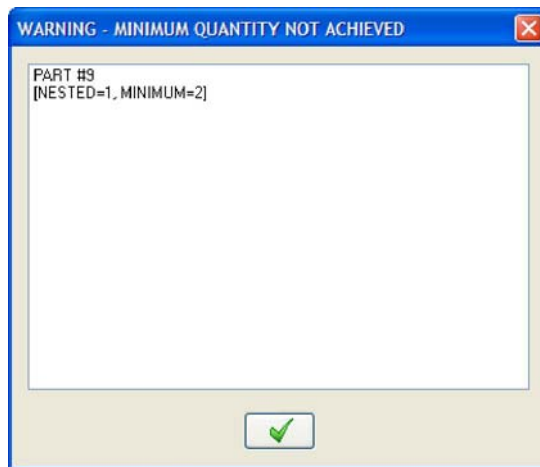 WARNING - MINIMUM QUANTITY NOT ACHIEVED
PART #9
[NESTED=1, MINIMUM=2]